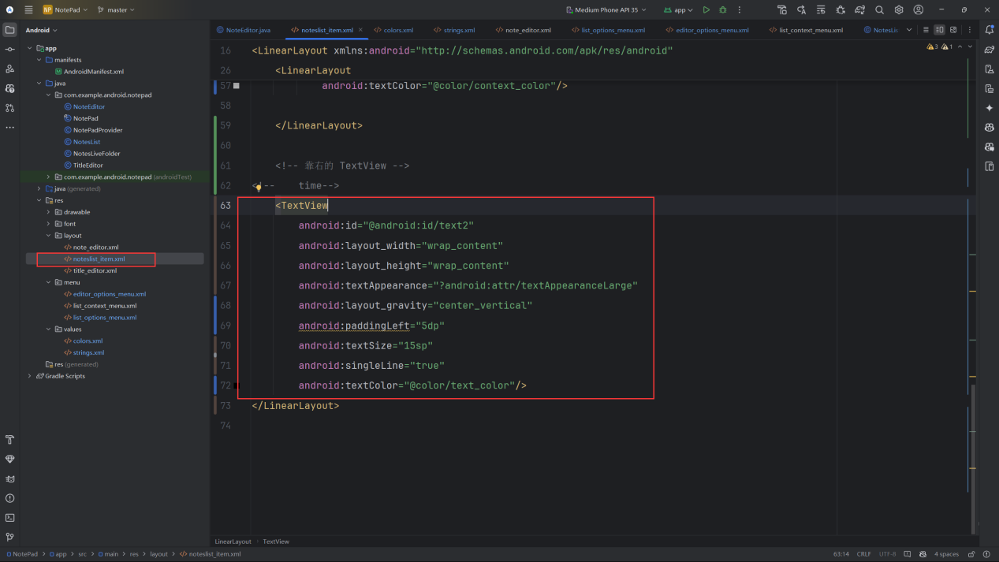 NP NotePad master Medium Phone API 35 app
Android
NoteEditor.java noteslist_item.xml colors.xml strings.xml note_editor.xml list_options_menu.xml editor_options_menu.xml list_context_menu.xml NotesLis
app
manifests
AndroidManifest.xml
java
com.example.android.notepad
NoteEditor
NotePad
NotePadProvider
NotesList
NotesLiveFolder
TitleEditor
com.example.android.notepad (androidTest)
java (generated)
res
drawable
font
layout
note_editor.xml
noteslist_item.xml
title_editor.xml
menu
editor_options_menu.xml
list_context_menu.xml
list_options_menu.xml
values
colors.xml
strings.xml
res (generated)
Gradle Scripts
3 1
16 <LinearLayout xmlns:android="http://schemas.android.com/apk/res/android"
26 <LinearLayout
57 android:textColor="@color/context_color"/>
58
59 </LinearLayout>
60
61 <!-- 靠右的 TextView -->
62 <!-- time-->
63 <TextView
64 android:id="@android:id/text2"
65 android:layout_width="wrap_content"
66 android:layout_height="wrap_content"
67 android:textAppearance="?android:attr/textAppearanceLarge"
68 android:layout_gravity="center_vertical"
69 android:paddingLeft="5dp"
70 android:textSize="15sp"
71 android:singleLine="true"
72 android:textColor="@color/text_color"/>
73 </LinearLayout>
74
LinearLayout TextView
NotePad > app > src > main > res > layout > noteslist_item.xml 63:14 CRLF UTF-8 4 spaces